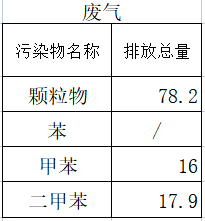 废气
污染物名称 排放总量
颗粒物 78.2
苯 /
甲苯 16
二甲苯 17.9